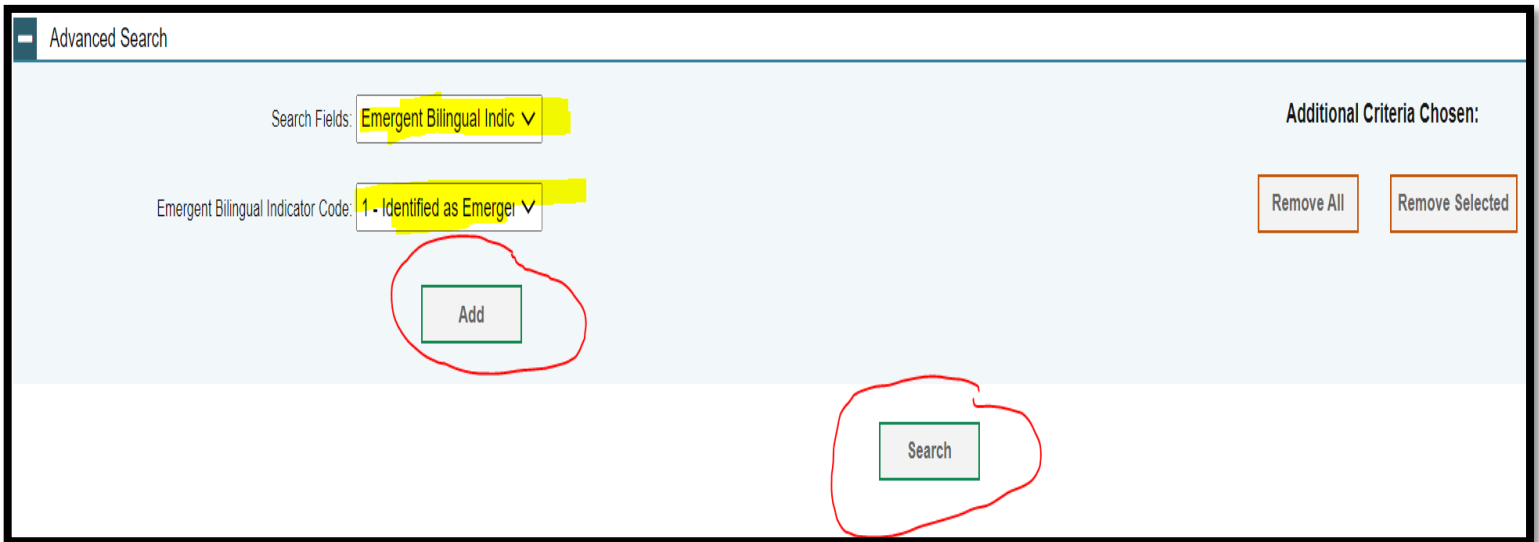 Advanced Search
Search Fields: Emergent Bilingual Indic
Additional Criteria Chosen:
Emergent Bilingual Indicator Code: 1 - Identified as Emerger
Remove All Remove Selected
Add
Search